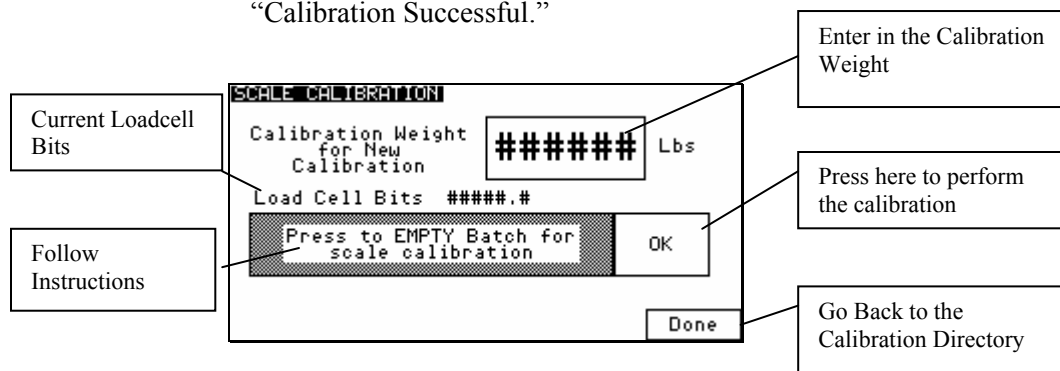 “Calibration Successful.”
Enter in the Calibration
Weight
SCALE CALIBRATION
Current Loadcell
Bits
Calibration Weight
for New
Calibration
###### Lbs
Load Cell Bits #####.#
Press here to perform
the calibration
Press to EMPTY Batch for
scale calibration
OK
Follow
Instructions
Done
Go Back to the
Calibration Directory